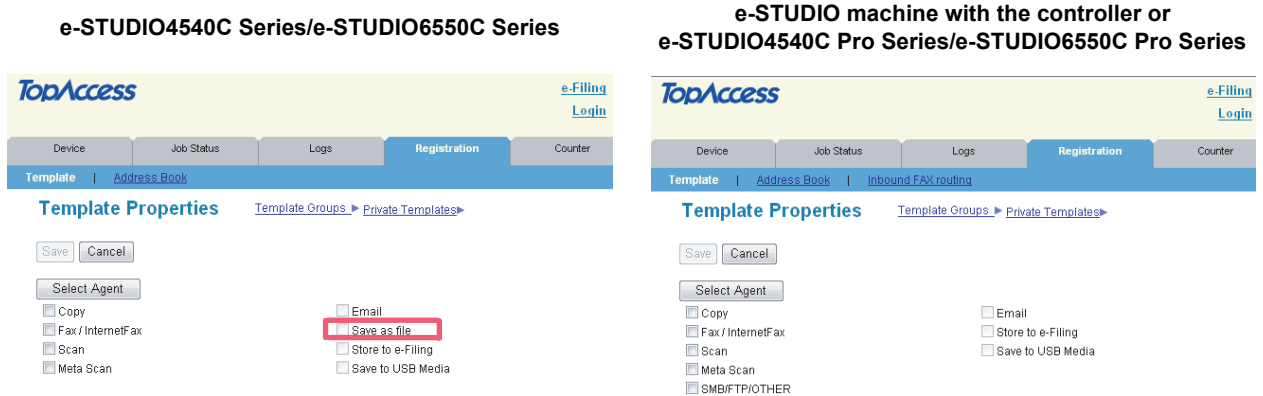 e-STUDIO4540C Series/e-STUDIO6550C Series
TopAccess
e-Filing
Login
Device Job Status Logs Registration Counter
Template | Address Book
Template Properties Template Groups Private Templates
Save Cancel
Select Agent
Copy Email
Fax / InternetFax Save as file
Scan Store to e-Filing
Meta Scan Save to USB Media
e-STUDIO machine with the controller or
e-STUDIO4540C Pro Series/e-STUDIO6550C Pro Series
TopAccess
e-Filing
Login
Device Job Status Logs Registration Counter
Template | Address Book | Inbound FAX routing
Template Properties Template Groups Private Templates
Save Cancel
Select Agent
Copy Email
Fax / InternetFax Store to e-Filing
Scan Save to USB Media
Meta Scan
SMB/FTP/OTHER